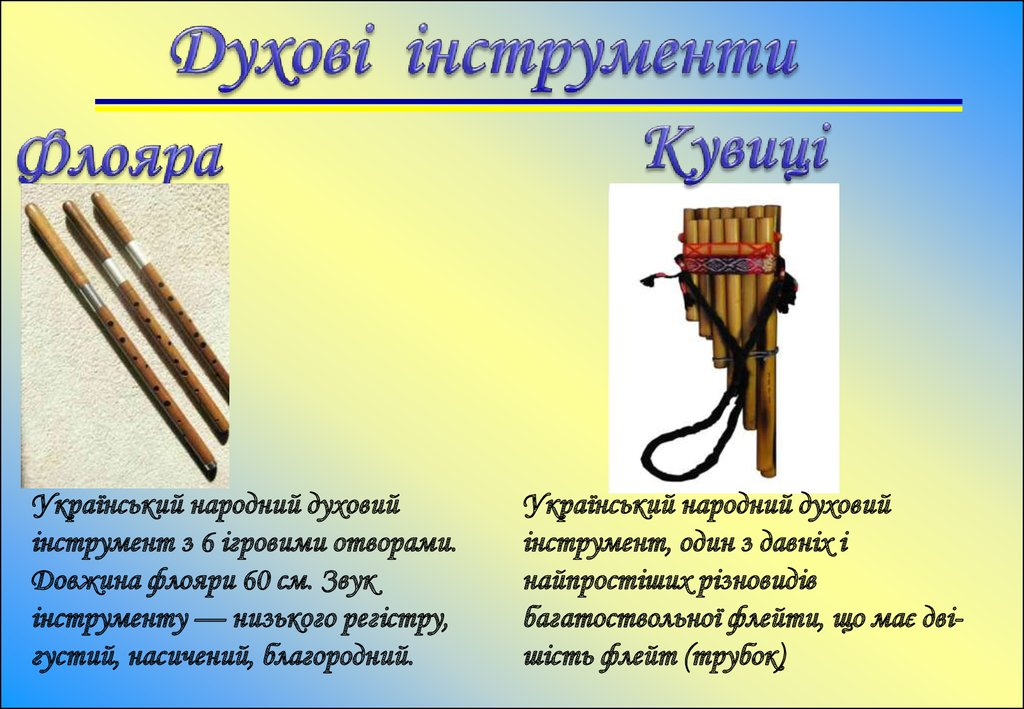 Духові інструменти
Флояра
Кувиці
Український народний духовий
інструмент з 6 ігровими отворами.
Довжина флояри 60 см. Звук
інструменту — низького регістру,
густий, насичений, благородний.
Український народний духовий
інструмент, один з давніх і
найпростіших різновидів
багатоствольної флейти, що має дві-
шість флейт (трубок)